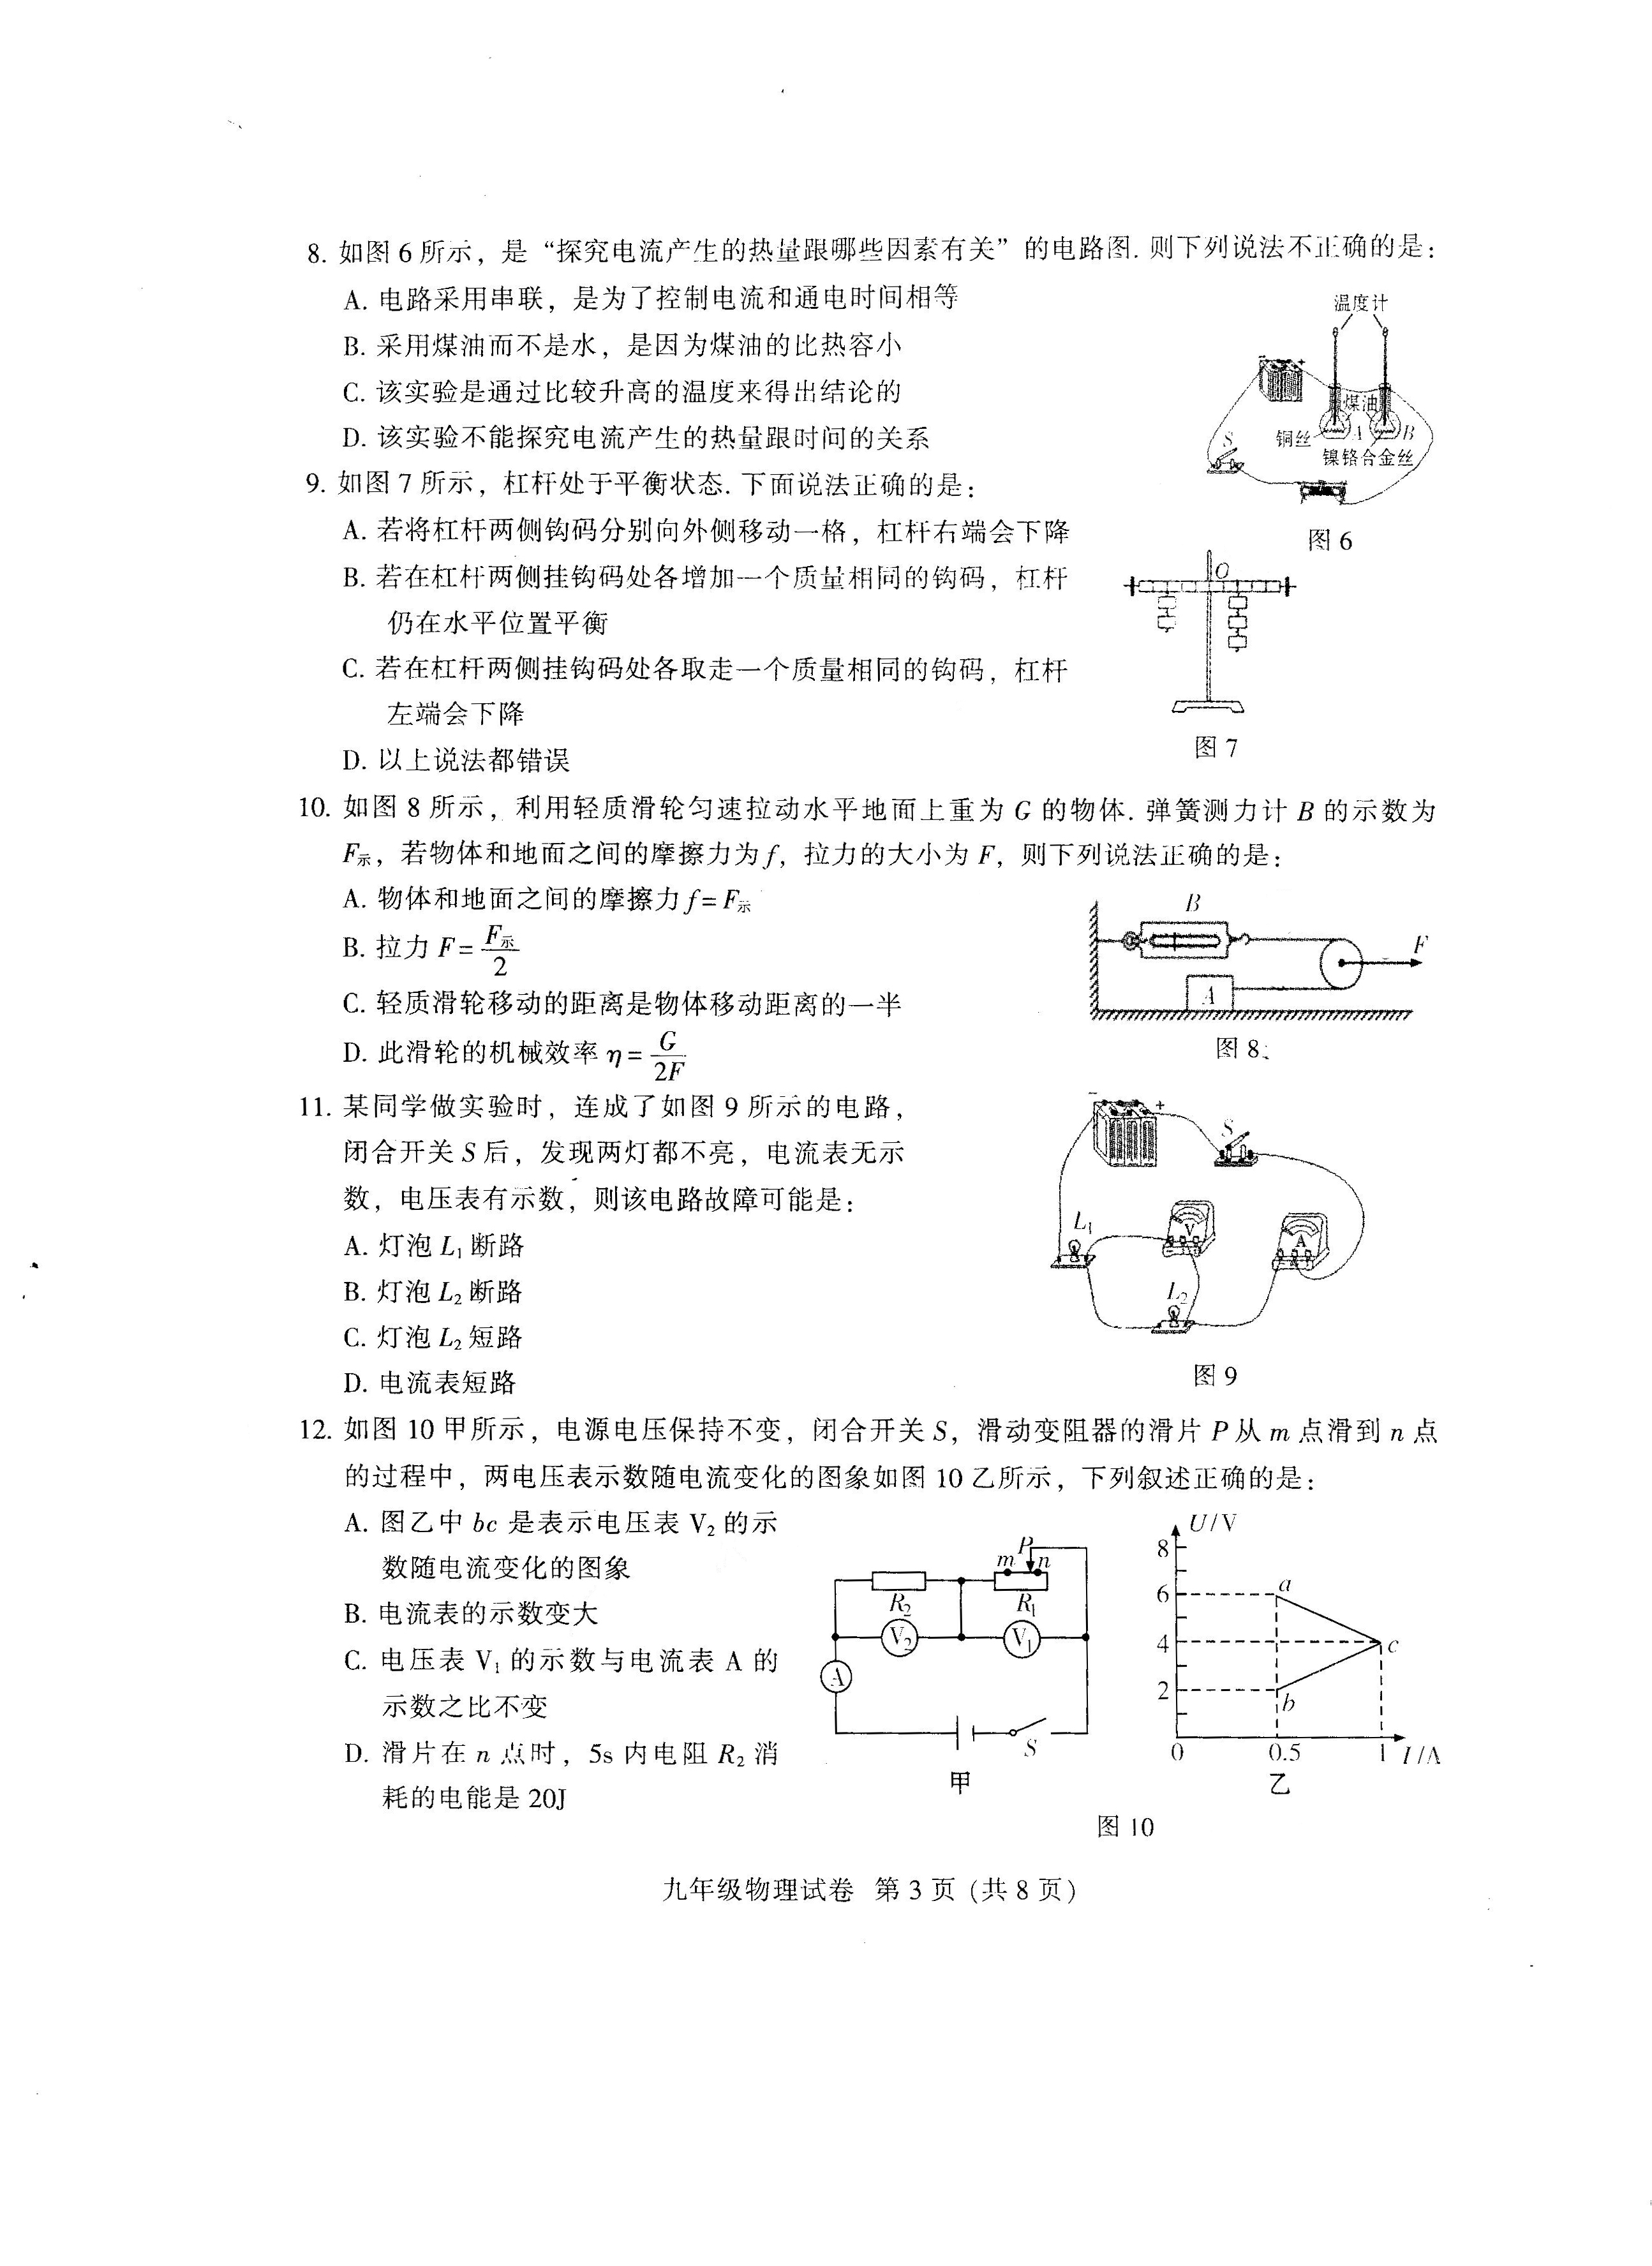 8. 如图 6 所示，是“探究电流产生的热量跟哪些因素有关”的电路图. 则下列说法不正确的是：
A. 电路采用串联，是为了控制电流和通电时间相等
B. 采用煤油而不是水，是因为煤油的比热容小
C. 该实验是通过比较升高的温度来得出结论的
D. 该实验不能探究电流产生的热量跟时间的关系
温度计
− +
煤油
铜丝 A B
S
镍铬合金丝
图 6
9. 如图 7 所示，杠杆处于平衡状态. 下面说法正确的是：
A. 若将杠杆两侧钩码分别向外侧移动一格，杠杆右端会下降
B. 若在杠杆两侧挂钩码处各增加一个质量相同的钩码，杠杆
仍在水平位置平衡
C. 若在杠杆两侧挂钩码处各取走一个质量相同的钩码，杠杆
左端会下降
D. 以上说法都错误
O
图 7
10. 如图 8 所示，利用轻质滑轮匀速拉动水平地面上重为 G 的物体. 弹簧测力计 B 的示数为
F示，若物体和地面之间的摩擦力为 f, 拉力的大小为 F，则下列说法正确的是：
A. 物体和地面之间的摩擦力 f= F示
B. 拉力 F= F示/2
C. 轻质滑轮移动的距离是物体移动距离的一半
D. 此滑轮的机械效率 η = G/2F
B
F
A
图 8
11. 某同学做实验时，连成了如图 9 所示的电路，
闭合开关 S 后，发现两灯都不亮，电流表无示
数，电压表有示数，则该电路故障可能是：
A. 灯泡 L₁ 断路
B. 灯泡 L₂ 断路
C. 灯泡 L₂ 短路
D. 电流表短路
− +
S
L₁
V
A
L₂
图 9
12. 如图 10 甲所示，电源电压保持不变，闭合开关 S，滑动变阻器的滑片 P 从 m 点滑到 n 点
的过程中，两电压表示数随电流变化的图象如图 10 乙所示，下列叙述正确的是：
A. 图乙中 bc 是表示电压表 V₂ 的示
数随电流变化的图象
B. 电流表的示数变大
C. 电压表 V₁ 的示数与电流表 A 的
示数之比不变
D. 滑片在 n 点时，5s 内电阻 R₂ 消
耗的电能是 20J
P
m n
R₂ R₁
V₂ V₁
A
S
甲
U/V
8
6 a
4 c
2 b
0 0.5 1 I/A
乙
图 10
九年级物理试卷 第 3 页 (共 8 页)